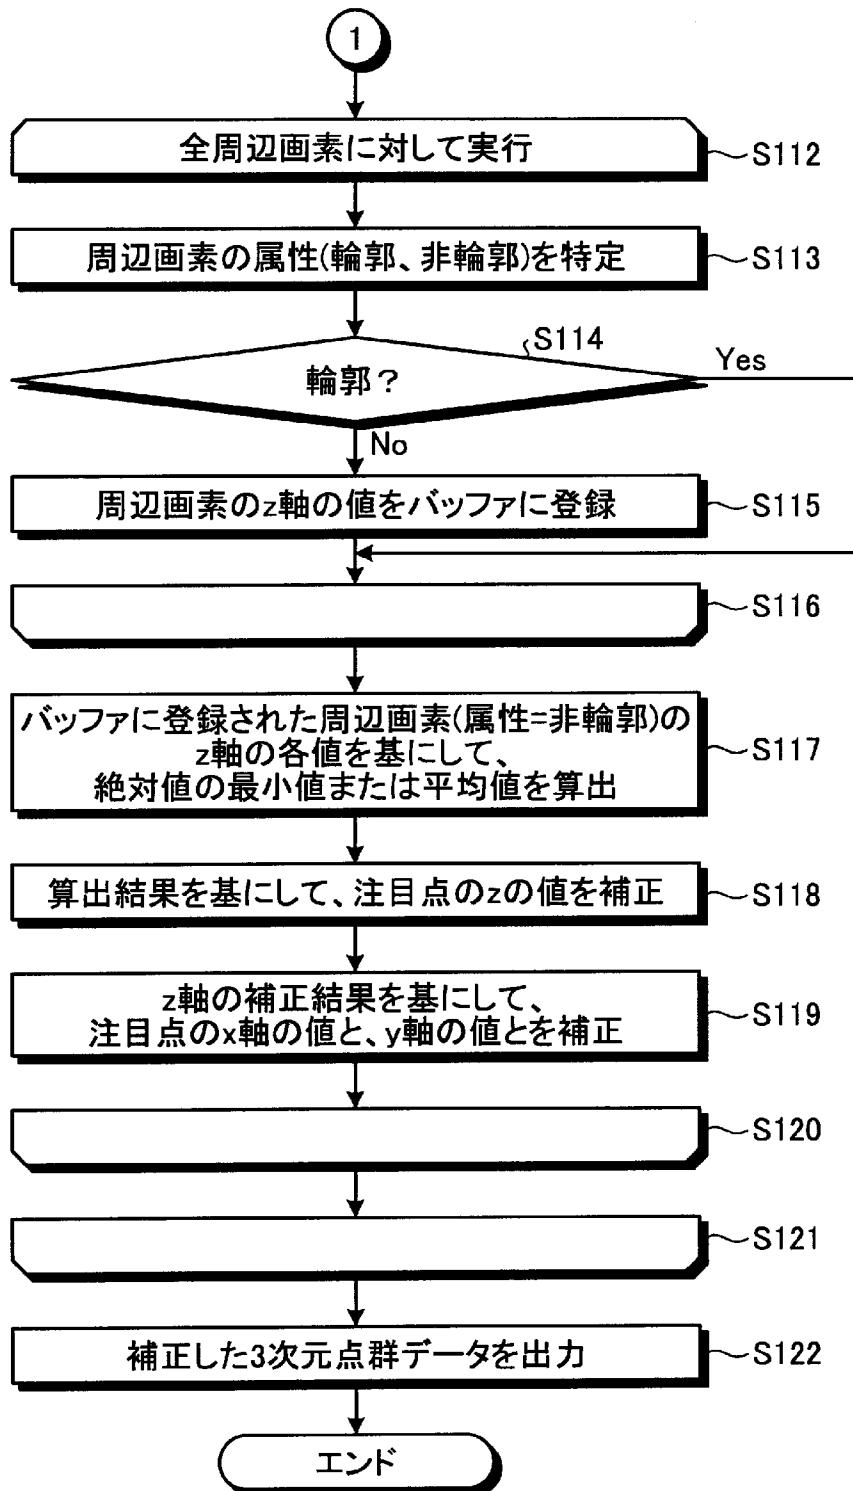 1
全周辺画素に対して実行
S112
周辺画素の属性(輪郭、非輪郭)を特定
S113
S114
輪郭？
Yes
No
周辺画素のz軸の値をバッファに登録
S115
S116
バッファに登録された周辺画素(属性=非輪郭)の
z軸の各値を基にして、
絶対値の最小値または平均値を算出
S117
算出結果を基にして、注目点のzの値を補正
S118
z軸の補正結果を基にして、
注目点のx軸の値と、y軸の値とを補正
S119
S120
S121
補正した3次元点群データを出力
S122
エンド